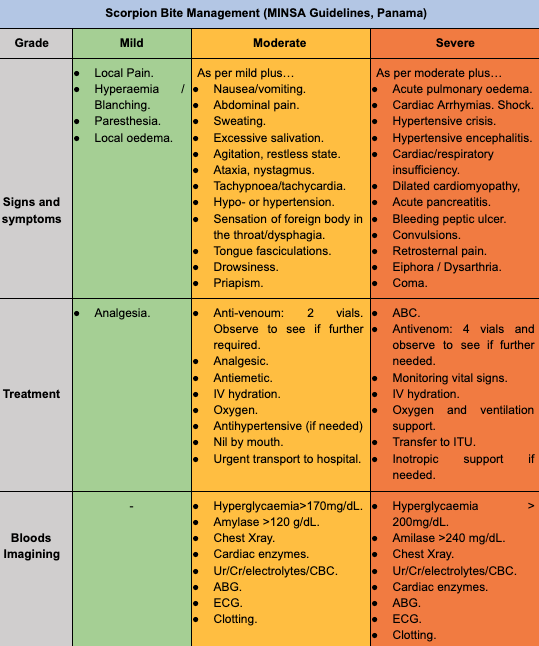 Scorpion Bite Management (MINSA Guidelines, Panama)
Grade
Mild
Moderate
Severe
Signs and
symptoms
● Local Pain.
● Hyperaemia /
Blanching.
● Paresthesia.
● Local oedema.
As per mild plus…
● Nausea/vomiting.
● Abdominal pain.
● Sweating.
● Excessive salivation.
● Agitation, restless state.
● Ataxia, nystagmus.
● Tachypnoea/tachycardia.
● Hypo- or hypertension.
● Sensation of foreign body in
the throat/dysphagia.
● Tongue fasciculations.
● Drowsiness.
● Priapism.
As per moderate plus…
● Acute pulmonary oedema.
● Cardiac Arrhymias. Shock.
● Hypertensive crisis.
● Hypertensive encephalitis.
● Cardiac/respiratory
insufficiency.
● Dilated cardiomyopathy,
● Acute pancreatitis.
● Bleeding peptic ulcer.
● Convulsions.
● Retrosternal pain.
● Eiphora / Dysarthria.
● Coma.
Treatment
● Analgesia.
● Anti-venoum: 2 vials.
Observe to see if further
required.
● Analgesic.
● Antiemetic.
● IV hydration.
● Oxygen.
● Antihypertensive (if needed)
● Nil by mouth.
● Urgent transport to hospital.
● ABC.
● Antivenom: 4 vials and
observe to see if further
needed.
● Monitoring vital signs.
● IV hydration.
● Oxygen and ventilation
support.
● Transfer to ITU.
● Inotropic support if
needed.
Bloods
Imagining
-
● Hyperglycaemia>170mg/dL.
● Amylase >120 g/dL.
● Chest Xray.
● Cardiac enzymes.
● Ur/Cr/electrolytes/CBC.
● ABG.
● ECG.
● Clotting.
● Hyperglycaemia >
200mg/dL.
● Amilase >240 mg/dL.
● Chest Xray.
● Ur/Cr/electrolytes/CBC.
● Cardiac enzymes.
● ABG.
● ECG.
● Clotting.